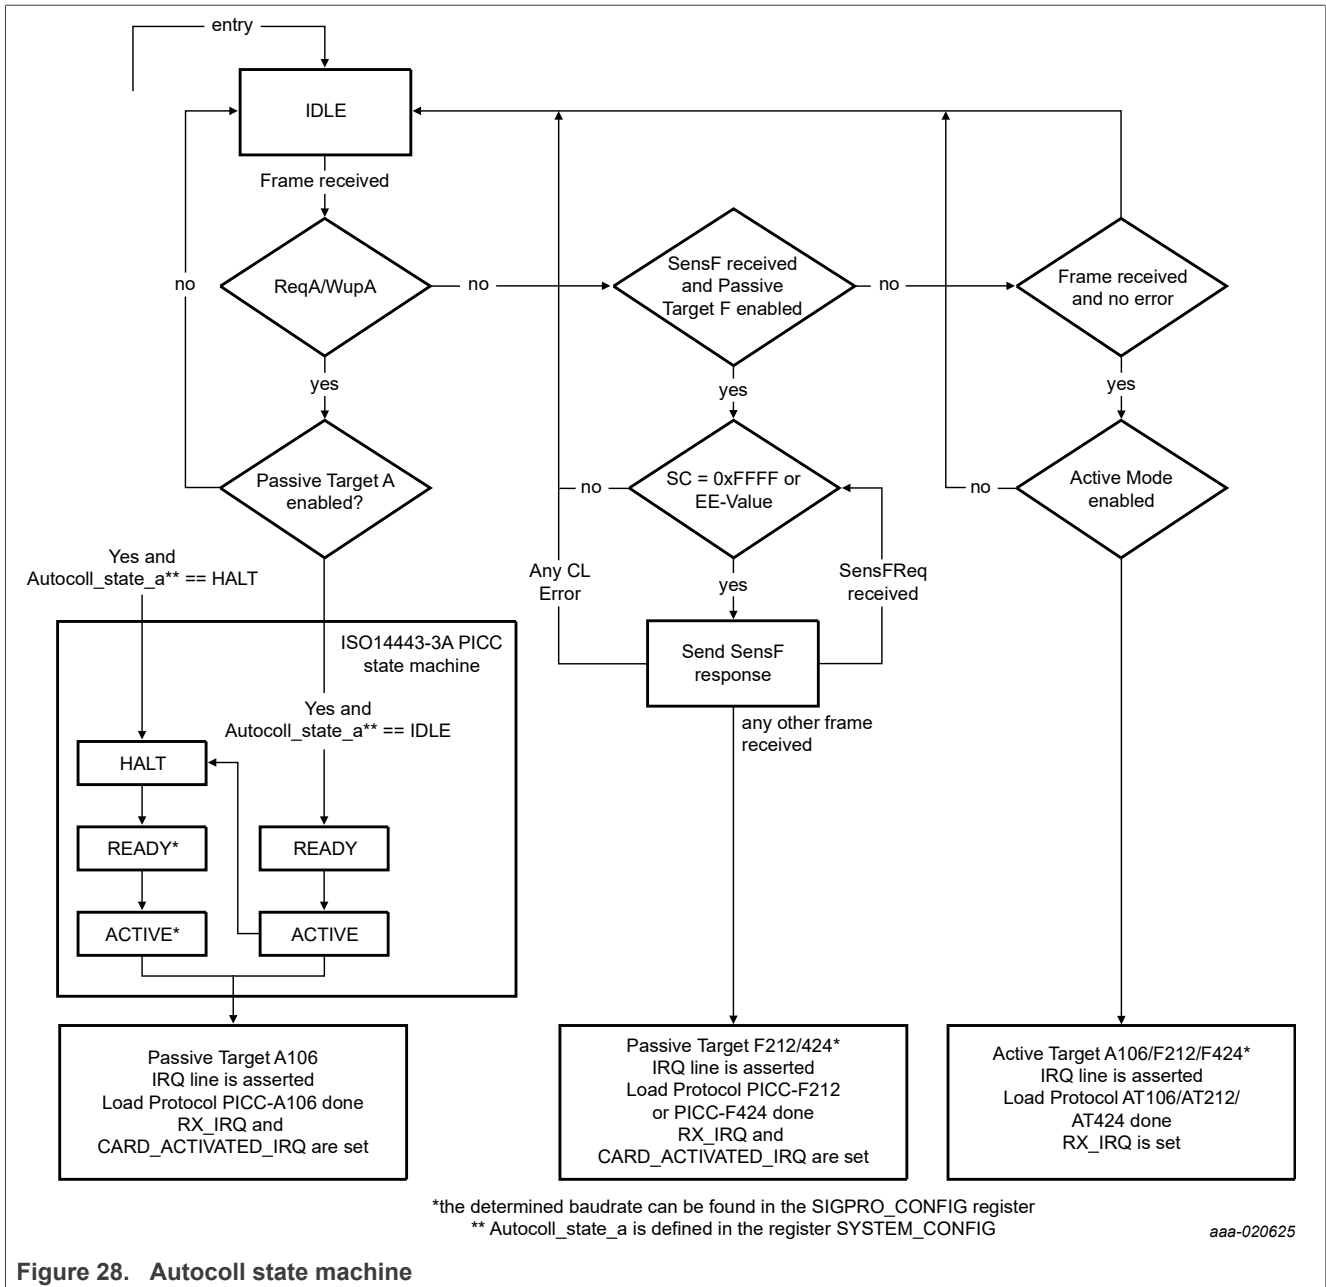 entry
IDLE
Frame received
ReqA/WupA
no
no
yes
Passive Target A
enabled?
SensF received
and Passive
Target F enabled
no
yes
Frame received
and no error
yes
SC = 0xFFFF or
EE-Value
no
yes
Active Mode
enabled
no
Any CL
Error
SensFReq
received
Send SensF
response
any other frame
received
Yes and
Autocoll_state_a** == HALT
ISO14443-3A PICC
state machine
Yes and
Autocoll_state_a** == IDLE
HALT
READY*
READY
ACTIVE*
ACTIVE
Passive Target A106
IRQ line is asserted
Load Protocol PICC-A106 done
RX_IRQ and
CARD_ACTIVATED_IRQ are set
Passive Target F212/424*
IRQ line is asserted
Load Protocol PICC-F212
or PICC-F424 done
RX_IRQ and
CARD_ACTIVATED_IRQ are set
Active Target A106/F212/F424*
IRQ line is asserted
Load Protocol AT106/AT212/
AT424 done
RX_IRQ is set
*the determined baudrate can be found in the SIGPRO_CONFIG register
** Autocoll_state_a is defined in the register SYSTEM_CONFIG
aaa-020625
Figure 28. Autocoll state machine